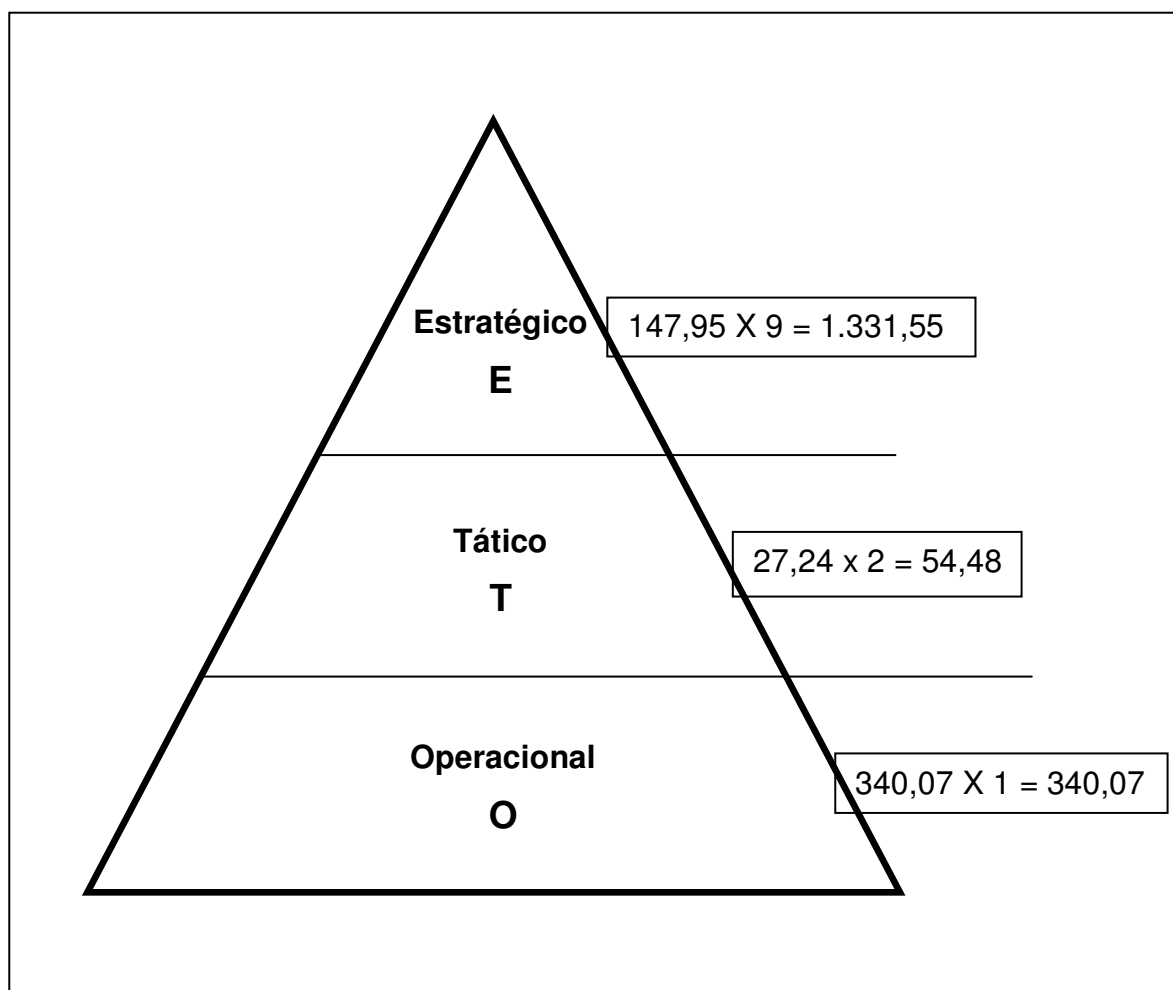 Estratégico
147,95 X 9 = 1.331,55
E
Tático
27,24 x 2 = 54,48
T
Operacional
340,07 X 1 = 340,07
O